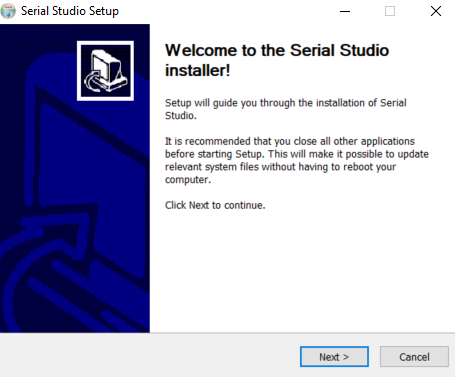 Serial Studio Setup
Welcome to the Serial Studio
installer!
Setup will guide you through the installation of Serial
Studio.
It is recommended that you close all other applications
before starting Setup. This will make it possible to update
relevant system files without having to reboot your
computer.
Click Next to continue.
Next >
Cancel